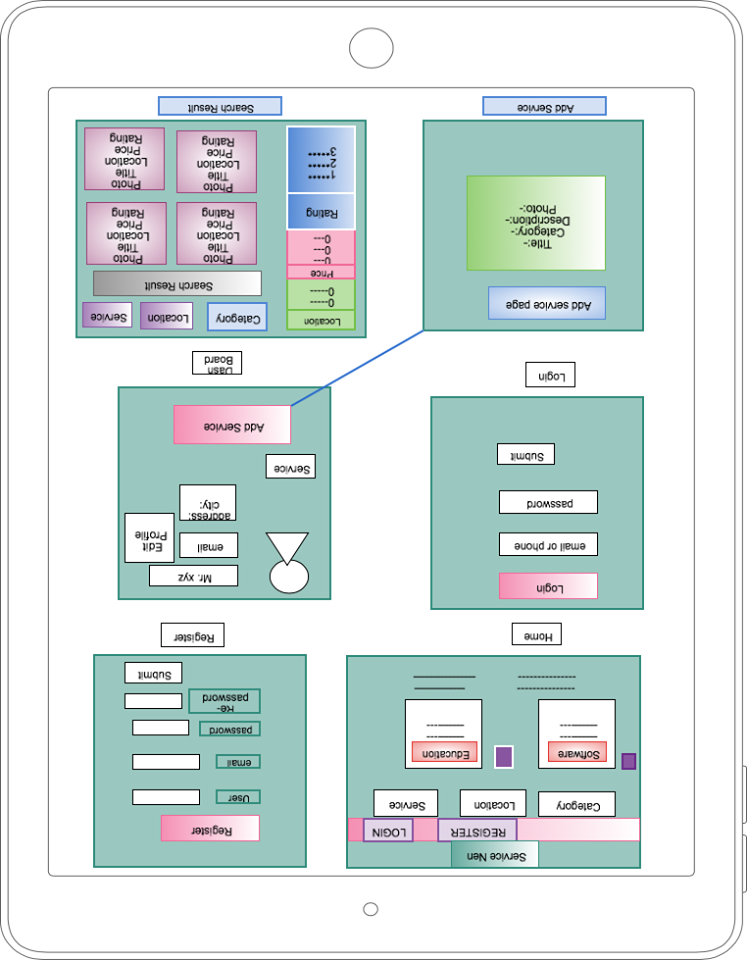 Service Nen
REGISTER
LOGIN
Category
Location
Service
Software
Education
Home
Register
User
email
password
Re-
password
Submit
Register
Login
email or phone
password
Submit
Login
Mr. xyz
email
Edit
Profile
address:
city:
Service
Add Service
Dash
Board
Add service page
Title:-
Category:-
Description:-
Photo:-
Add Service
Location
0-----
0-----
Price
0---
0---
0---
Rating
1*****
2*****
3*****
Category
Location
Service
Search Result
Photo
Title
Location
Price
Rating
Photo
Title
Location
Price
Rating
Photo
Title
Location
Price
Rating
Photo
Title
Location
Price
Rating
Search Result